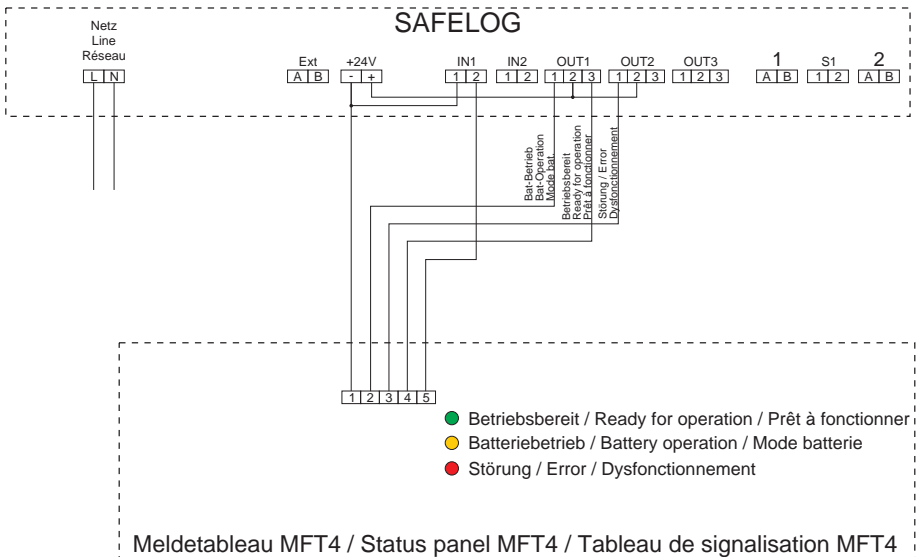 SAFELOG
Netz
Line
Réseau
L N
Ext
A B
+24V
- +
IN1
1 2
IN2
1 2
OUT1
1 2 3
OUT2
1 2 3
OUT3
1 2 3
1
A B
S1
1 2
2
A B
Bat-Betrieb
Bat-Operation
Mode bat.
Betriebsbereit
Ready for operation
Prêt à fonctionner
Störung / Error
Dysfonctionnement
1 2 3 4 5
Betriebsbereit / Ready for operation / Prêt à fonctionner
Batteriebetrieb / Battery operation / Mode batterie
Störung / Error / Dysfonctionnement
Meldetableau MFT4 / Status panel MFT4 / Tableau de signalisation MFT4